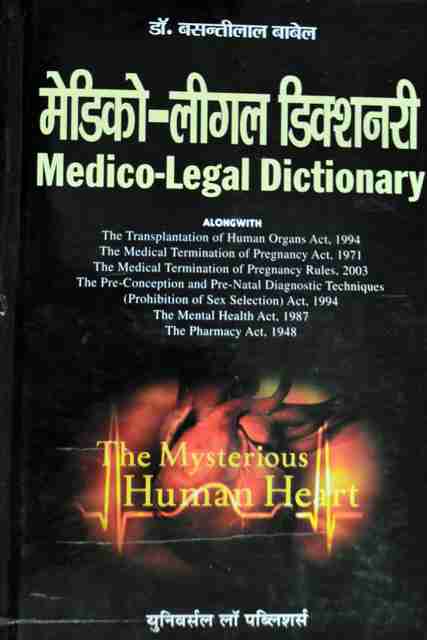 डॉ. बसन्तीलाल बाबेल
मेडिको-लीगल डिक्शनरी
Medico-Legal Dictionary
ALONGWITH
The Transplantation of Human Organs Act, 1994
The Medical Termination of Pregnancy Act, 1971
The Medical Termination of Pregnancy Rules, 2003
The Pre-Conception and Pre-Natal Diagnostic Techniques
(Prohibition of Sex Selection) Act, 1994
The Mental Health Act, 1987
The Pharmacy Act, 1948
The Mysterious
Human Heart
युनिवर्सल लॉ पब्लिशर्स